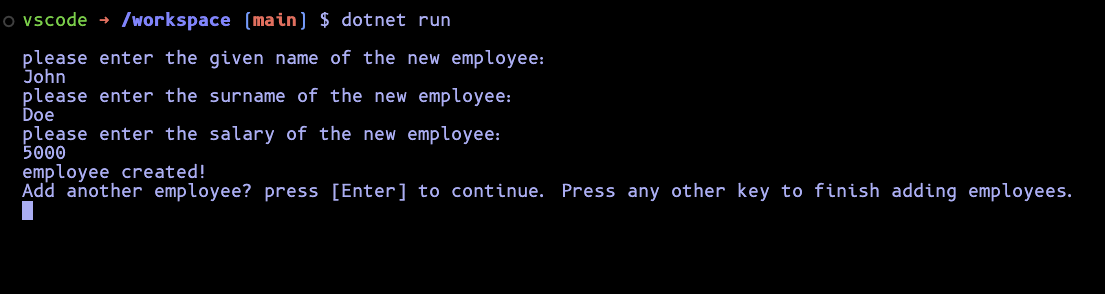 vscode → /workspace (main) $ dotnet run
please enter the given name of the new employee:
John
please enter the surname of the new employee:
Doe
please enter the salary of the new employee:
5000
employee created!
Add another employee? press [Enter] to continue. Press any other key to finish adding employees.